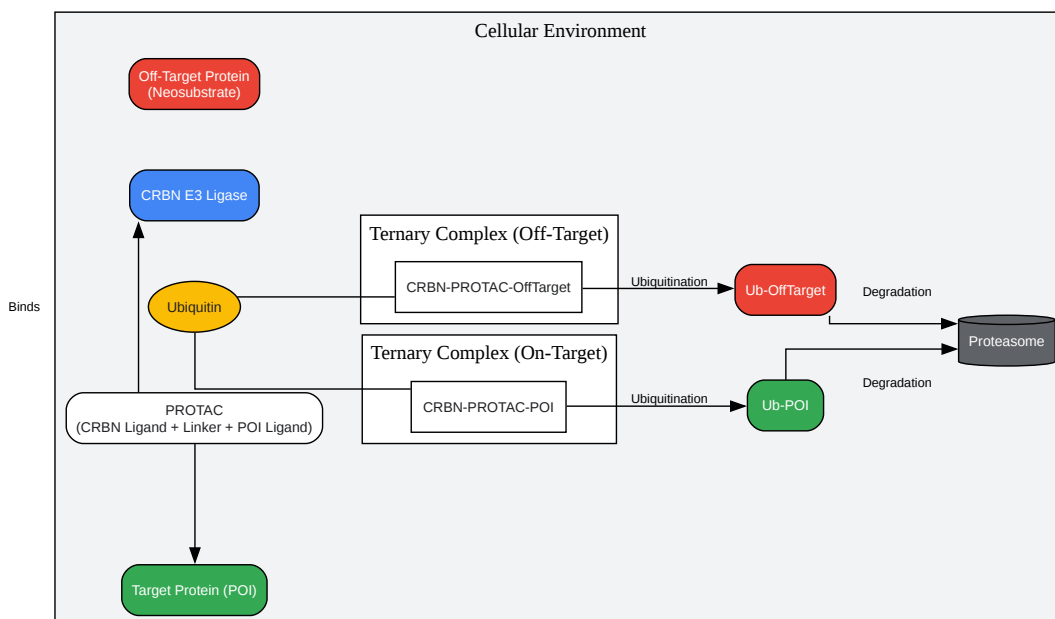 Cellular Environment
Off-Target Protein
(Neosubstrate)
CRBN E3 Ligase
Ternary Complex (Off-Target)
CRBN-PROTAC-OffTarget
Ubiquitination
Ub-OffTarget
Degradation
Binds
Ubiquitin
Proteasome
Ternary Complex (On-Target)
CRBN-PROTAC-POI
Ubiquitination
Ub-POI
Degradation
PROTAC
(CRBN Ligand + Linker + POI Ligand)
Target Protein (POI)